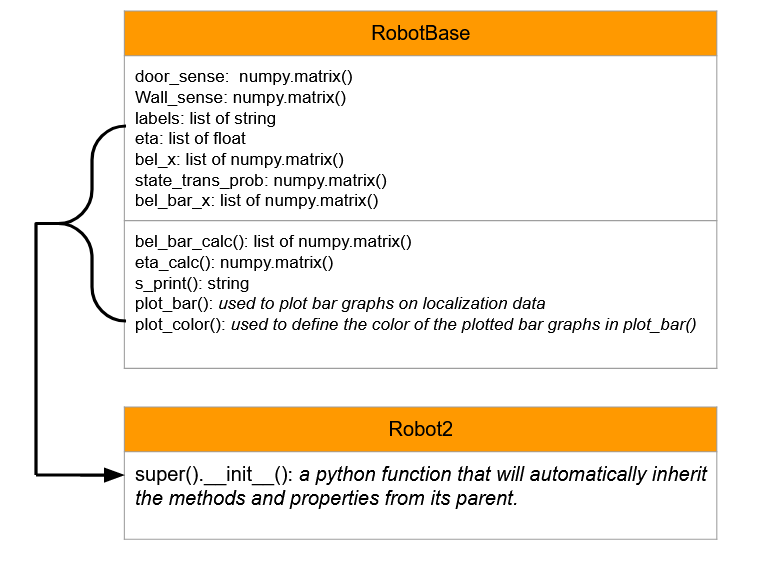 RobotBase
door_sense: numpy.matrix()
Wall_sense: numpy.matrix()
labels: list of string
eta: list of float
bel_x: list of numpy.matrix()
state_trans_prob: numpy.matrix()
bel_bar_x: list of numpy.matrix()
bel_bar_calc(): list of numpy.matrix()
eta_calc(): numpy.matrix()
s_print(): string
plot_bar(): used to plot bar graphs on localization data
plot_color(): used to define the color of the plotted bar graphs in plot_bar()
Robot2
super().__init__(): a python function that will automatically inherit
the methods and properties from its parent.